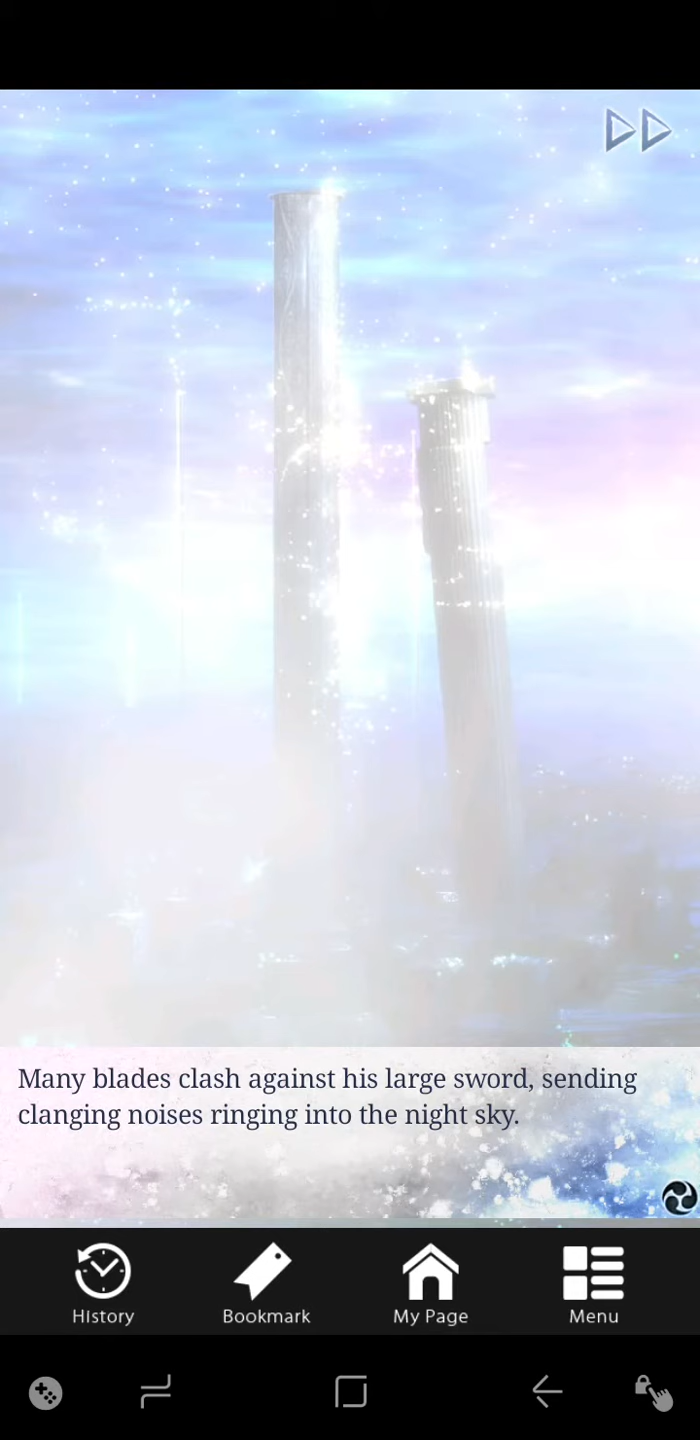 Many blades clash against his large sword, sending
clanging noises ringing into the night sky.
History
Bookmark
My Page
Menu